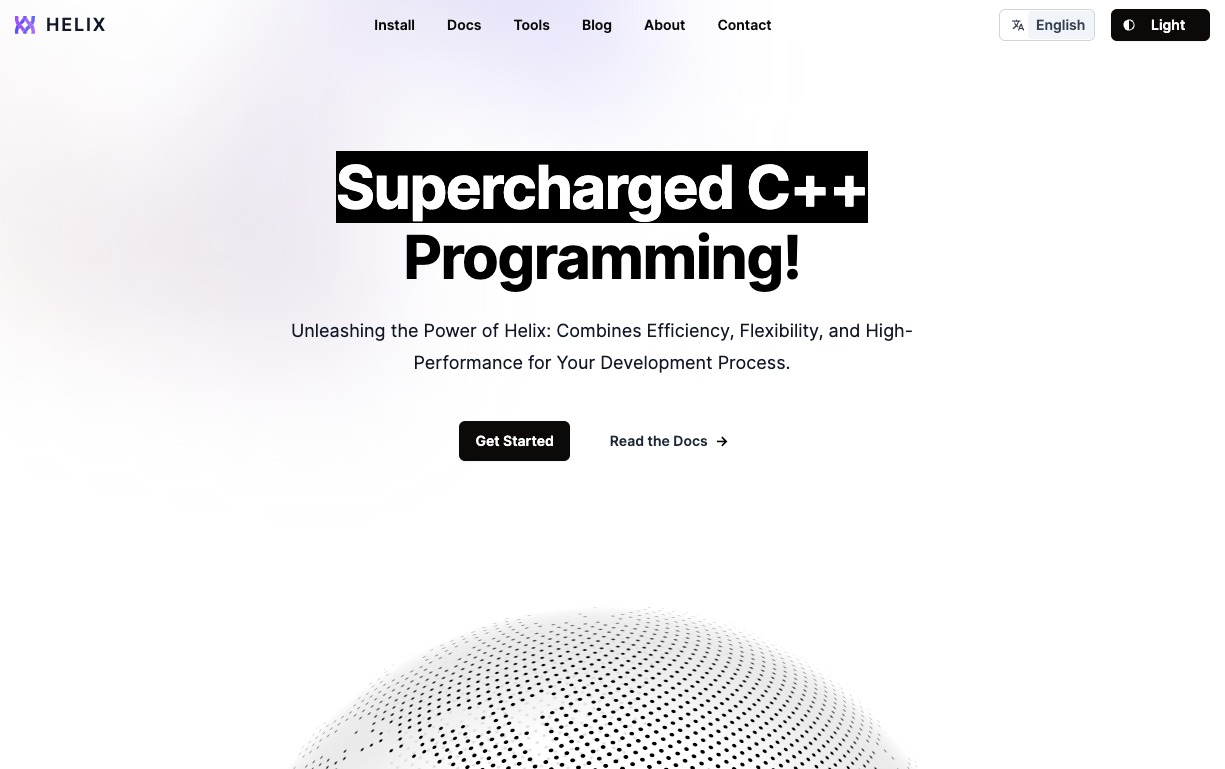 HELIX
Install Docs Tools Blog About Contact
English
Light
Supercharged C++
Programming!
Unleashing the Power of Helix: Combines Efficiency, Flexibility, and High-
Performance for Your Development Process.
Get Started
Read the Docs →